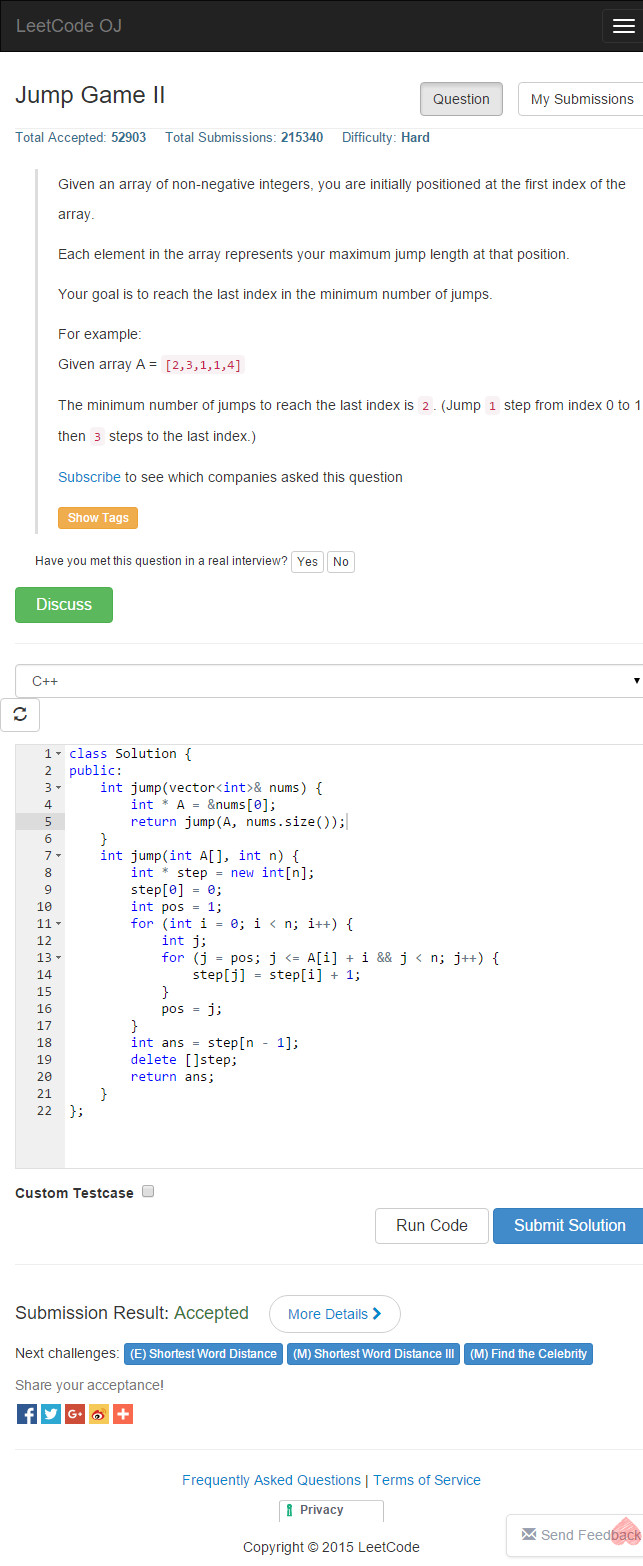 LeetCode OJ
Jump Game II
Question
My Submissions
Total Accepted: 52903 Total Submissions: 215340 Difficulty: Hard
Given an array of non-negative integers, you are initially positioned at the first index of the
array.
Each element in the array represents your maximum jump length at that position.
Your goal is to reach the last index in the minimum number of jumps.
For example:
Given array A = [2,3,1,1,4]
The minimum number of jumps to reach the last index is 2 . (Jump 1 step from index 0 to 1
then 3 steps to the last index.)
Subscribe to see which companies asked this question
Show Tags
Have you met this question in a real interview? Yes No
Discuss
C++
1 class Solution {
2 public:
3     int jump(vector<int>& nums) {
4         int * A = &nums[0];
5         return jump(A, nums.size());
6     }
7     int jump(int A[], int n) {
8         int * step = new int[n];
9         step[0] = 0;
10         int pos = 1;
11         for (int i = 0; i < n; i++) {
12             int j;
13             for (j = pos; j <= A[i] + i && j < n; j++) {
14                 step[j] = step[i] + 1;
15             }
16             pos = j;
17         }
18         int ans = step[n - 1];
19         delete []step;
20         return ans;
21     }
22 };
Custom Testcase
Run Code
Submit Solution
Submission Result: Accepted
More Details
Next challenges: (E) Shortest Word Distance (M) Shortest Word Distance III (M) Find the Celebrity
Share your acceptance!
Frequently Asked Questions | Terms of Service
Privacy
Copyright © 2015 LeetCode
Send Feedback